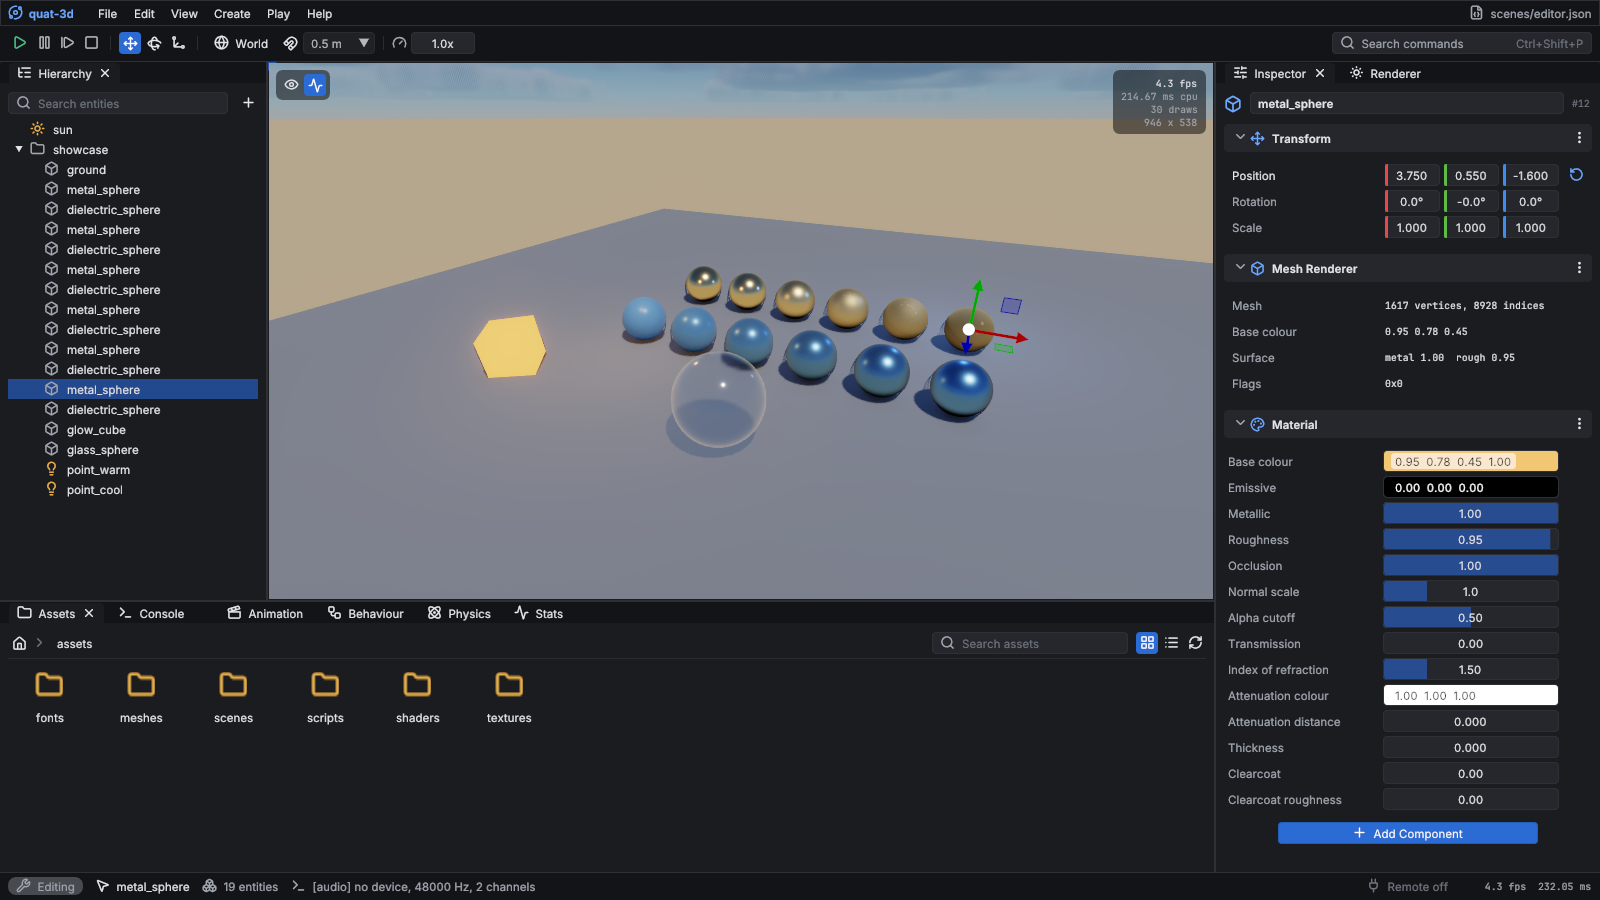 quat-3d File Edit View Create Play Help scenes/editor.json
World 0.5 m 1.0x Search commands Ctrl+Shift+P
Hierarchy
Search entities
sun
showcase
ground
metal_sphere
dielectric_sphere
metal_sphere
dielectric_sphere
metal_sphere
dielectric_sphere
metal_sphere
dielectric_sphere
metal_sphere
dielectric_sphere
metal_sphere
dielectric_sphere
glow_cube
glass_sphere
point_warm
point_cool
4.3 fps
214.67 ms cpu
30 draws
946 x 538
Inspector Renderer
metal_sphere #12
Transform
Position 3.750 0.550 -1.600
Rotation 0.0° -0.0° 0.0°
Scale 1.000 1.000 1.000
Mesh Renderer
Mesh 1617 vertices, 8928 indices
Base colour 0.95 0.78 0.45
Surface metal 1.00 rough 0.95
Flags 0x0
Material
Base colour 0.95 0.78 0.45 1.00
Emissive 0.00 0.00 0.00
Metallic 1.00
Roughness 0.95
Occlusion 1.00
Normal scale 1.0
Alpha cutoff 0.50
Transmission 0.00
Index of refraction 1.50
Attenuation colour 1.00 1.00 1.00
Attenuation distance 0.000
Thickness 0.000
Clearcoat 0.00
Clearcoat roughness 0.00
Add Component
Assets Console Animation Behaviour Physics Stats
assets Search assets
fonts meshes scenes scripts shaders textures
Editing metal_sphere 19 entities [audio] no device, 48000 Hz, 2 channels Remote off 4.3 fps 232.05 ms